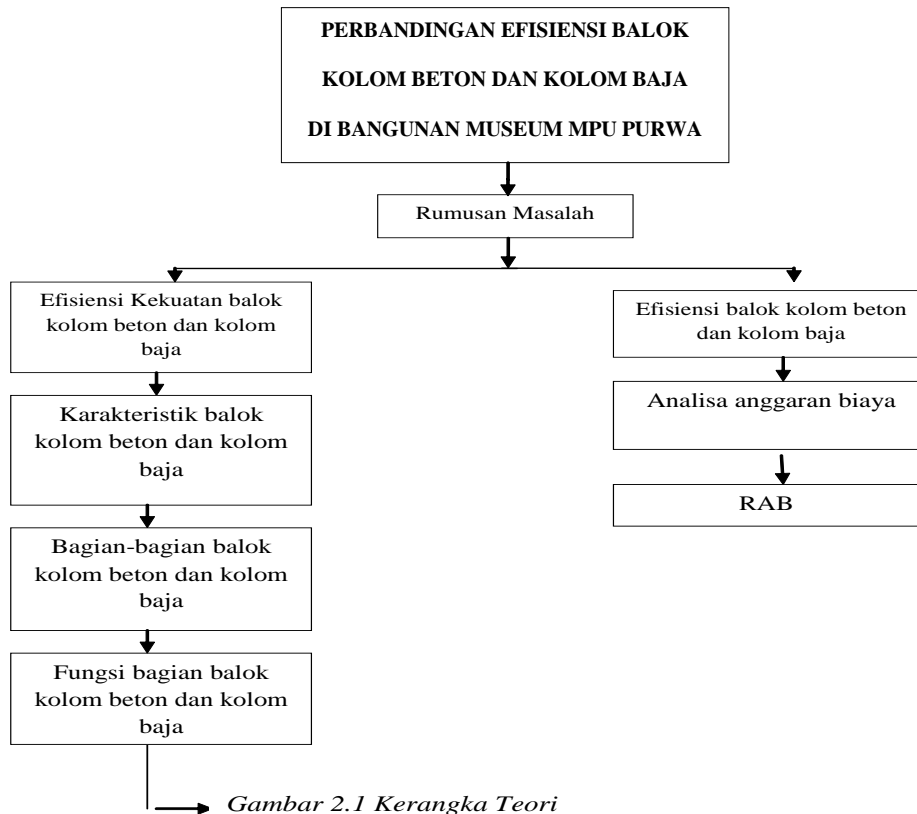 PERBANDINGAN EFISIENSI BALOK
KOLOM BETON DAN KOLOM BAJA
DI BANGUNAN MUSEUM MPU PURWA
Rumusan Masalah
Efisiensi Kekuatan balok
kolom beton dan kolom
baja
Karakteristik balok
kolom beton dan kolom
baja
Bagian-bagian balok
kolom beton dan kolom
baja
Fungsi bagian balok
kolom beton dan kolom
baja
Efisiensi balok kolom beton
dan kolom baja
Analisa anggaran biaya
RAB
Gambar 2.1 Kerangka Teori